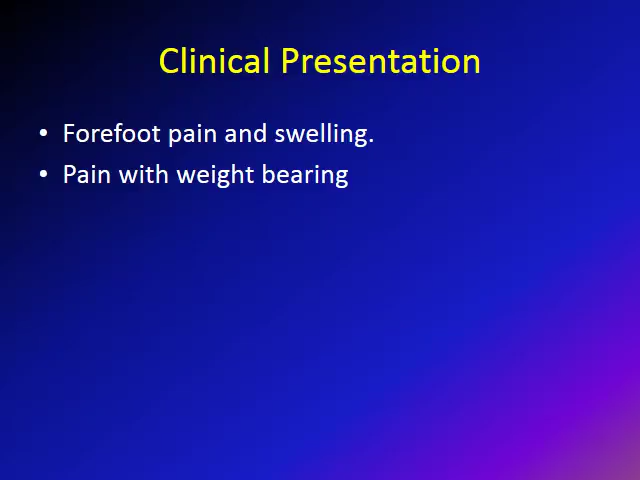 Clinical Presentation
• Forefoot pain and swelling.
• Pain with weight bearing